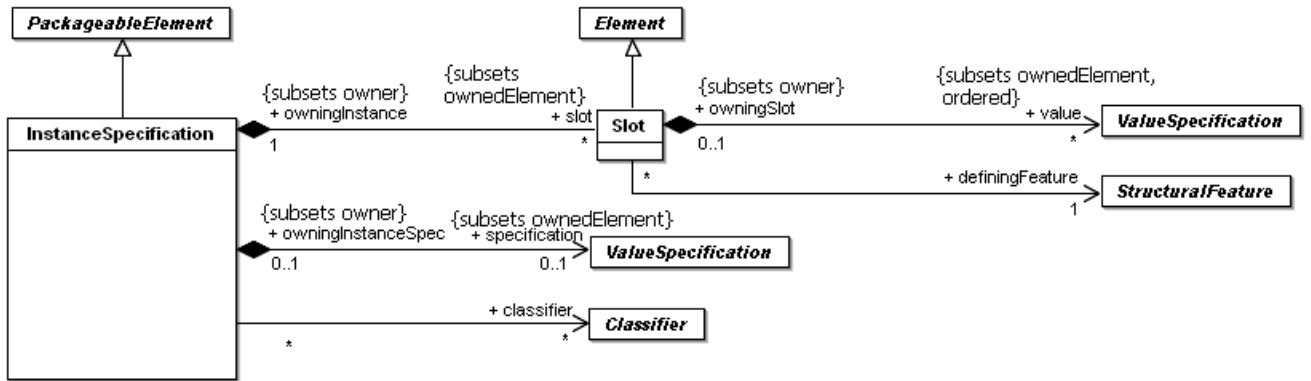 PackageableElement
Element
{subsets owner}
+ owningInstance
1
{subsets
ownedElement}
+ slot
*
{subsets owner}
+ owningSlot
0..1
{subsets ownedElement,
ordered}
+ value
*
InstanceSpecification
Slot
ValueSpecification
*
+ definingFeature
1
StructuralFeature
{subsets owner}
+ owningInstanceSpec
0..1
{subsets ownedElement}
+ specification
0..1
ValueSpecification
+ classifier
*
*
Classifier